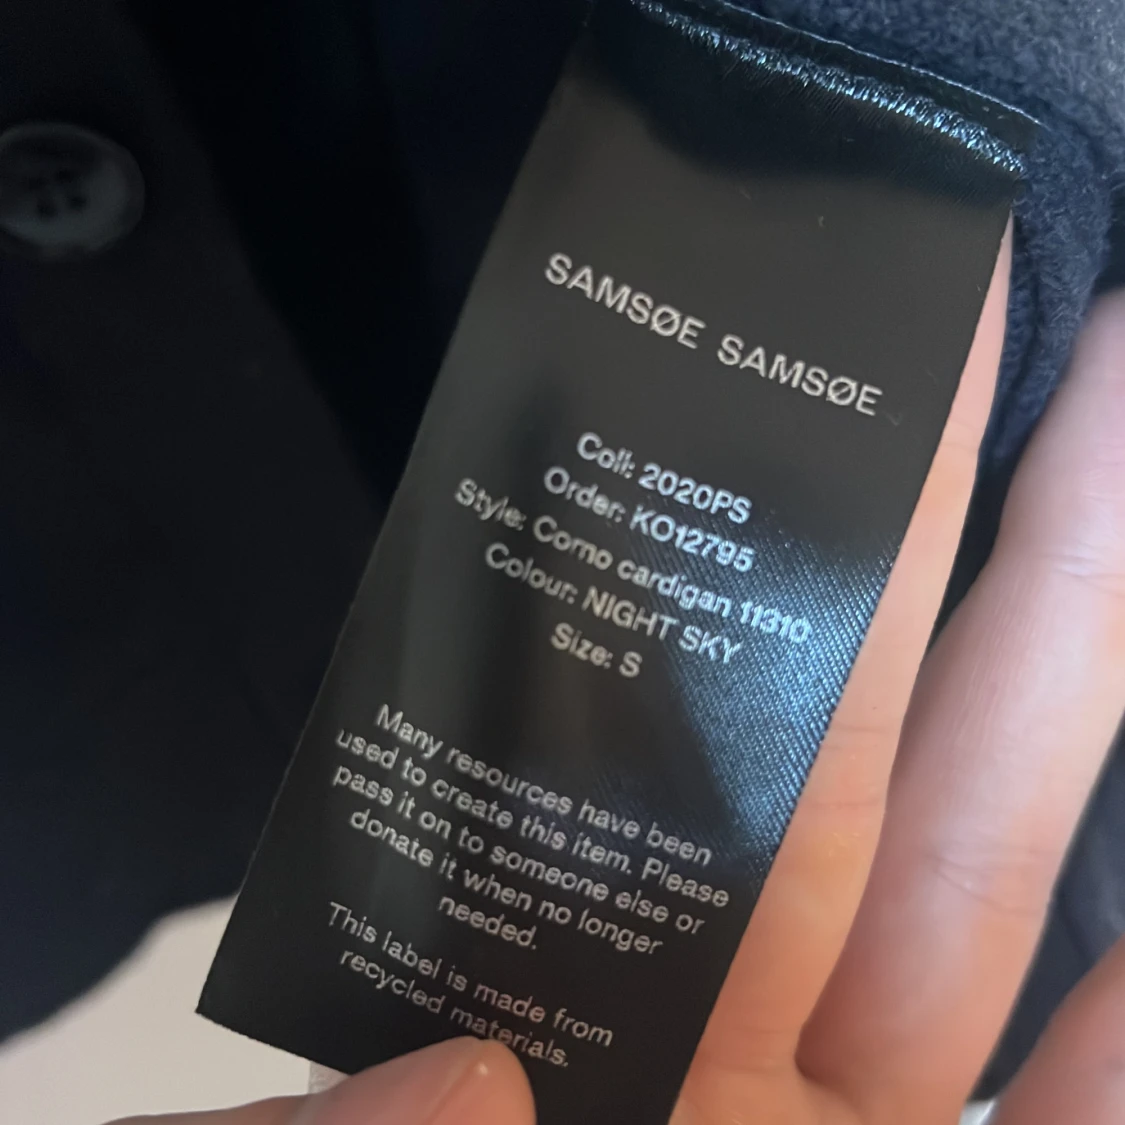 SAMSØE SAMSØE
Coll: 2020PS
Order: KO12795
Style: Como cardigan 11310
Colour: NIGHT SKY
Size: S
Many resources have been
used to create this item. Please
pass it on to someone else or
donate it when no longer
needed.
This label is made from
recycled materials.